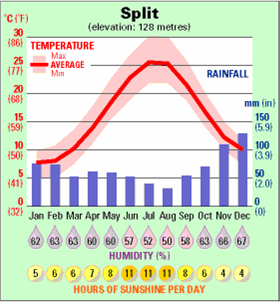 Split
(elevation: 128 metres)
°C (°F)
30
(86)
25
(77)
20
(68)
15
(59)
10
(50)
5
(41)
0
(32)
TEMPERATURE
Max
AVERAGE
Min
RAINFALL
mm (in)
150
(5.9)
100
(3.9)
50
(2.0)
0
(0)
Jan Feb Mar Apr May Jun Jul Aug Sep Oct Nov Dec
62 63 63 60 60 57 52 50 58 63 66 67
HUMIDITY (%)
5 6 6 7 8 11 11 11 8 6 4 4
HOURS OF SUNSHINE PER DAY